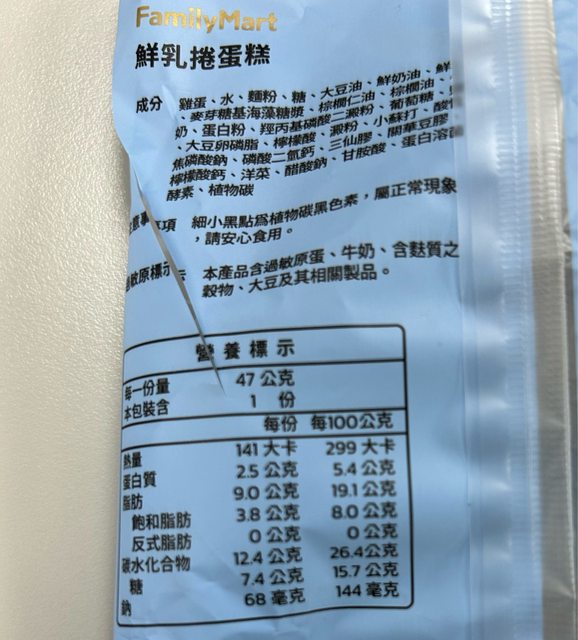 FamilyMart
鮮乳捲蛋糕
成分 雞蛋、水、麵粉、糖、大豆油、鮮奶油、鮮
、麥芽糖基海藻糖漿、棕櫚仁油、棕櫚油、
奶、蛋白粉、羥丙基磷酸二澱粉、葡萄糖、
、大豆卵磷脂、檸檬酸、澱粉、小蘇打、酸性
焦磷酸鈉、磷酸二氫鈣、三仙膠、關華豆膠
檸檬酸鈣、洋菜、醋酸鈉、甘胺酸、蛋白溶菌
酵素、植物碳
意事項 細小黑點為植物碳黑色素，屬正常現象
，請安心食用。
敏原標示 本產品含過敏原蛋、牛奶、含麩質之
穀物、大豆及其相關製品。
營養標示
每一份量 47 公克
本包裝含 1 份
每份 每100公克
熱量 141 大卡 299 大卡
蛋白質 2.5 公克 5.4 公克
脂肪 9.0 公克 19.1 公克
飽和脂肪 3.8 公克 8.0 公克
反式脂肪 0 公克 0 公克
碳水化合物 12.4 公克 26.4公克
糖 7.4 公克 15.7 公克
鈉 68 毫克 144 毫克